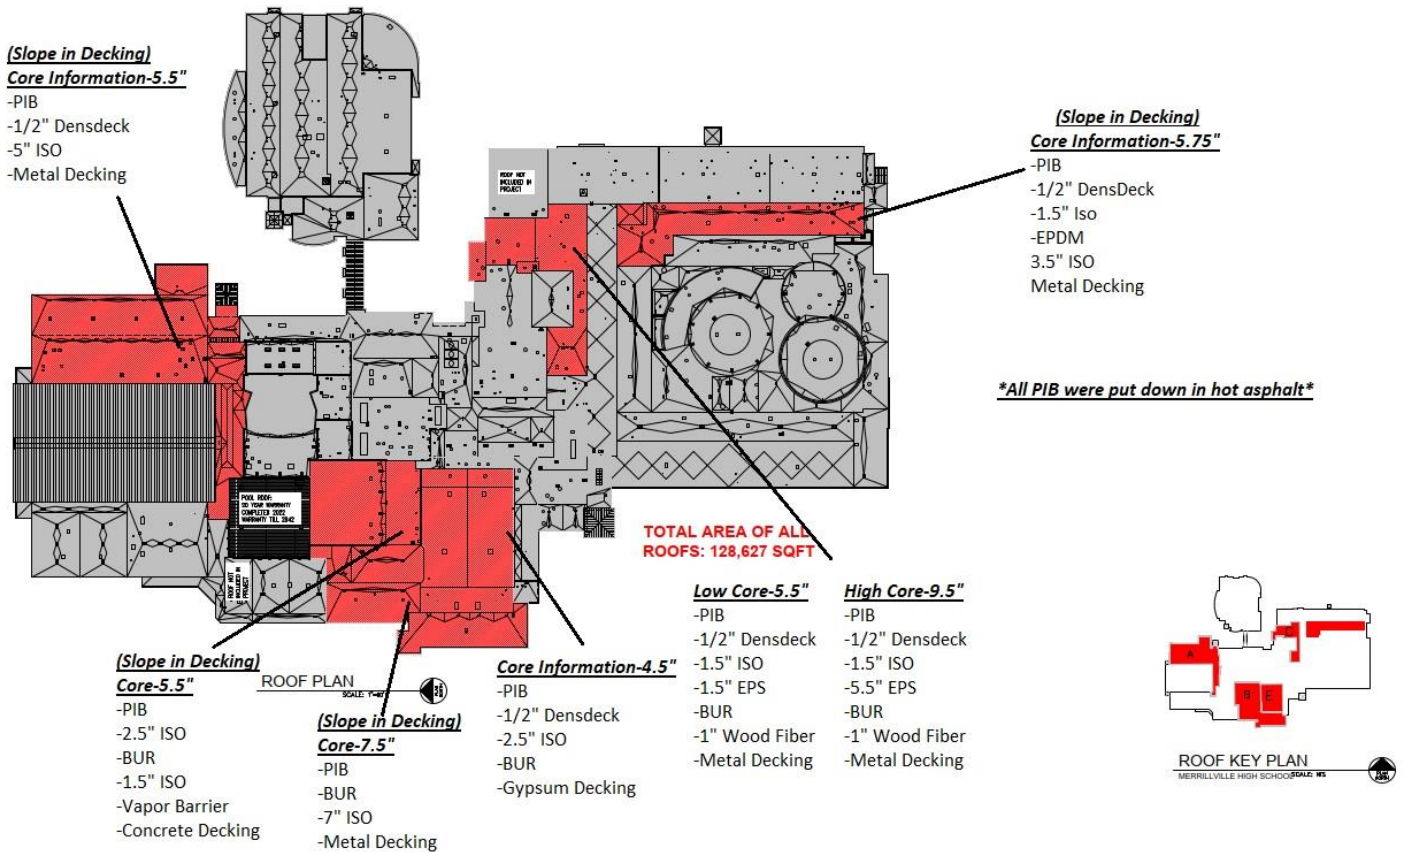 (Slope in Decking)
Core Information-5.5"
-PIB
-1/2" Densdeck
-5" ISO
-Metal Decking
ROOF NOT
INCLUDED IN
PROJECT
(Slope in Decking)
Core Information-5.75"
-PIB
-1/2" DensDeck
-1.5" Iso
-EPDM
3.5" ISO
Metal Decking
*All PIB were put down in hot asphalt*
POOL ROOF:
20 YEAR WARRANTY
COMPLETED 2022
WARRANTY TILL 2042
ROOF NOT
INCLUDED IN
PROJECT
TOTAL AREA OF ALL
ROOFS: 128,627 SQFT
(Slope in Decking)
Core-5.5"
-PIB
-2.5" ISO
-BUR
-1.5" ISO
-Vapor Barrier
-Concrete Decking
ROOF PLAN
(Slope in Decking)
Core-7.5"
-PIB
-BUR
-7" ISO
-Metal Decking
Core Information-4.5"
-PIB
-1/2" Densdeck
-2.5" ISO
-BUR
-Gypsum Decking
Low Core-5.5"
-PIB
-1/2" Densdeck
-1.5" ISO
-1.5" EPS
-BUR
-1" Wood Fiber
-Metal Decking
High Core-9.5"
-PIB
-1/2" Densdeck
-1.5" ISO
-5.5" EPS
-BUR
-1" Wood Fiber
-Metal Decking
A
B
E
ROOF KEY PLAN
MERRILLVILLE HIGH SCHOOL
SCALE: NTS